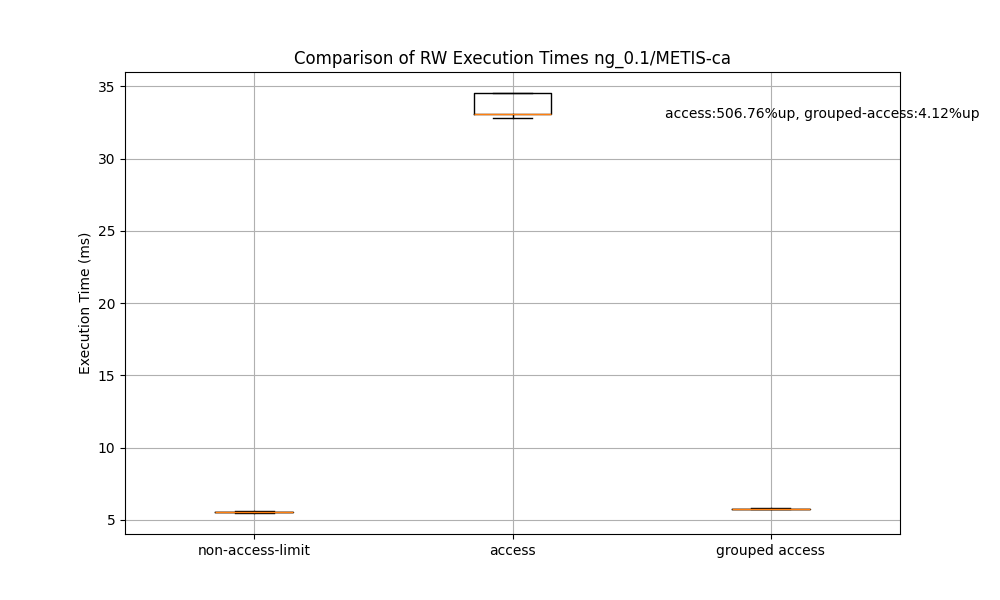 Comparison of RW Execution Times ng_0.1/METIS-ca
35
access:506.76%up, grouped-access:4.12%up
30
25
Execution Time (ms)
20
15
10
5
non-access-limit
access
grouped access